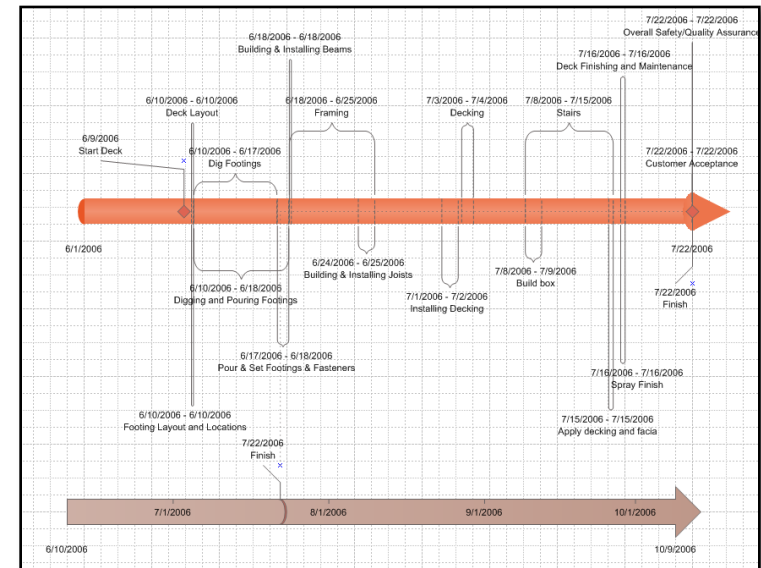 7/22/2006 - 7/22/2006
Overall Safety/Quality Assurance
6/18/2006 - 6/18/2006
Building & Installing Beams
7/16/2006 - 7/16/2006
Deck Finishing and Maintenance
6/10/2006 - 6/10/2006
Deck Layout
6/18/2006 - 6/25/2006
Framing
7/3/2006 - 7/4/2006
Decking
7/8/2006 - 7/15/2006
Stairs
6/9/2006
Start Deck
6/10/2006 - 6/17/2006
Dig Footings
7/22/2006 - 7/22/2006
Customer Acceptance
6/1/2006
7/22/2006
6/24/2006 - 6/25/2006
Building & Installing Joists
7/8/2006 - 7/9/2006
Build box
6/10/2006 - 6/18/2006
Digging and Pouring Footings
7/1/2006 - 7/2/2006
Installing Decking
7/22/2006
Finish
6/17/2006 - 6/18/2006
Pour & Set Footings & Fasteners
7/16/2006 - 7/16/2006
Spray Finish
6/10/2006 - 6/10/2006
Footing Layout and Locations
7/15/2006 - 7/15/2006
Apply decking and facia
7/22/2006
Finish
7/1/2006
8/1/2006
9/1/2006
10/1/2006
6/10/2006
10/9/2006